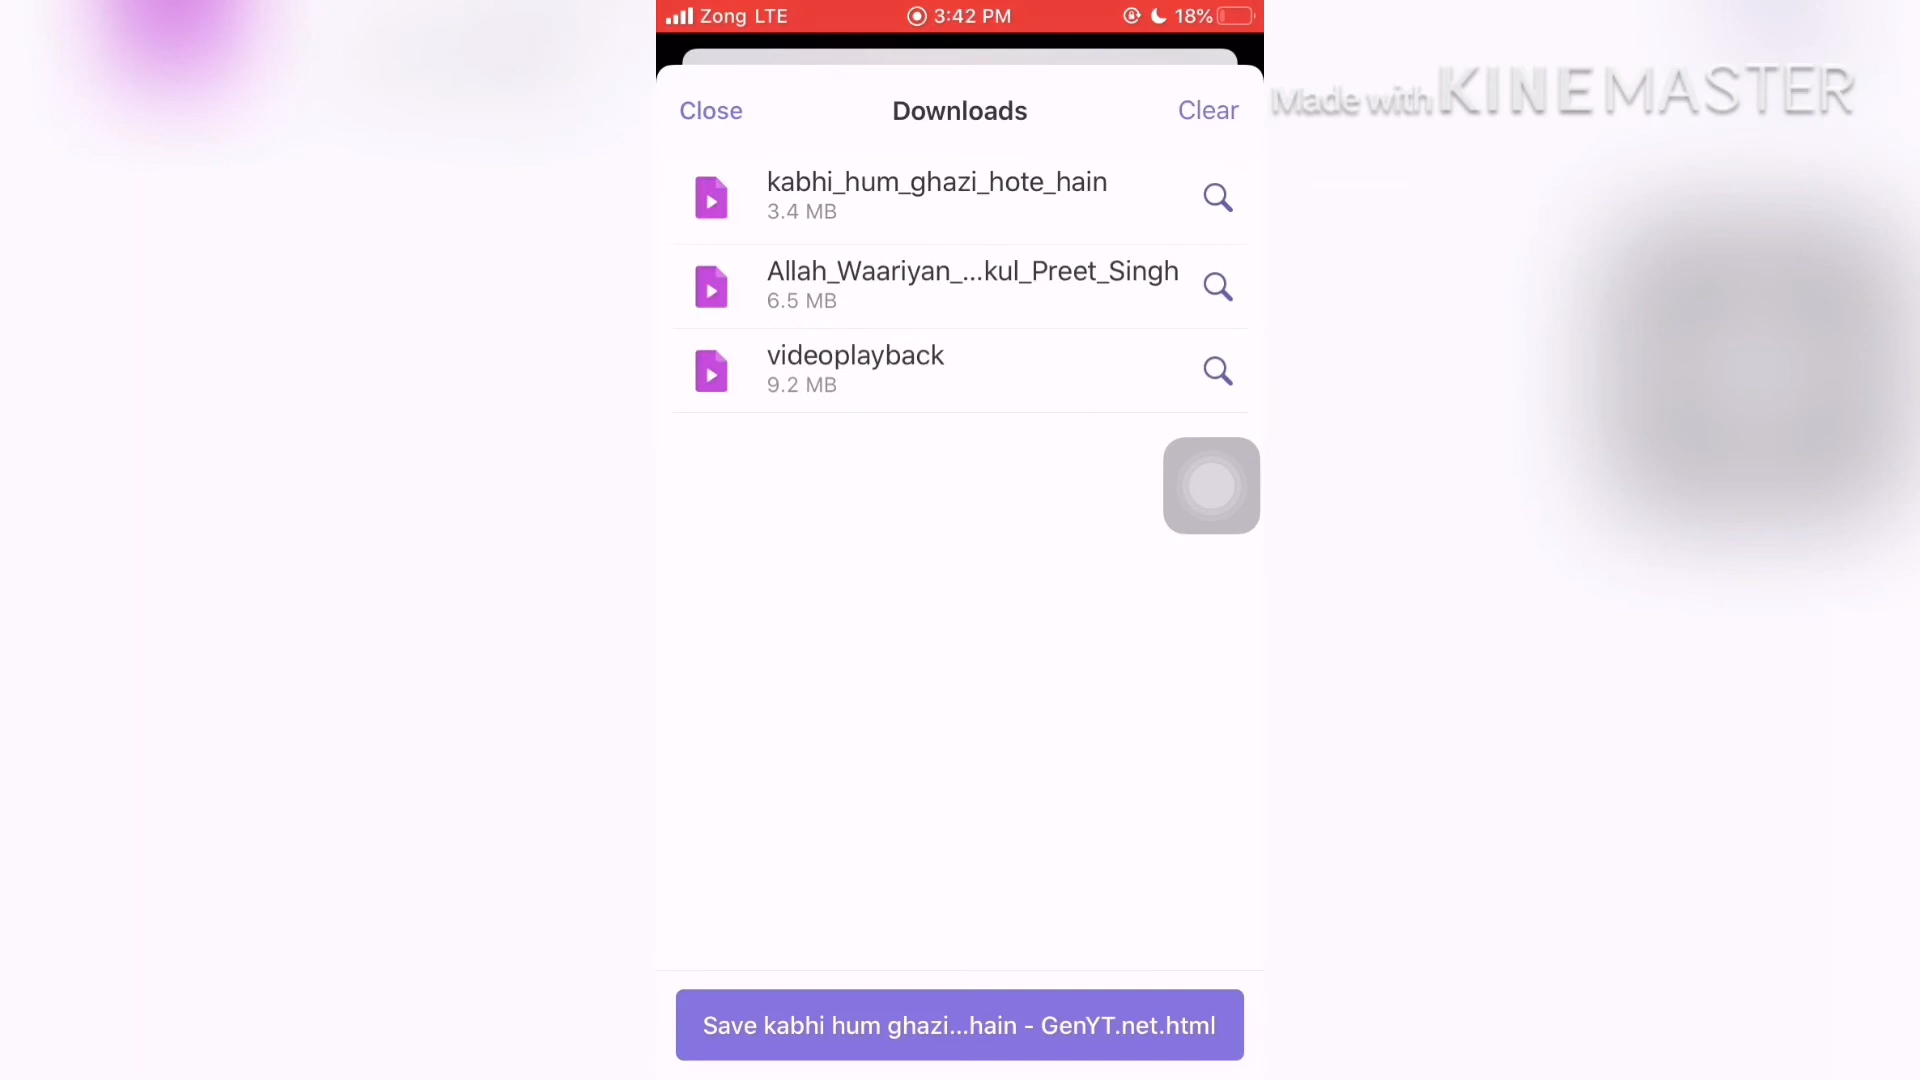 Zong LTE 3:42 PM 18%
Made with KINEMASTER
Close Downloads Clear
kabhi_hum_ghazi_hote_hain
3.4 MB
Allah_Waariyan_...kul_Preet_Singh
6.5 MB
videoplayback
9.2 MB
Save kabhi hum ghazi...hain - GenYT.net.html